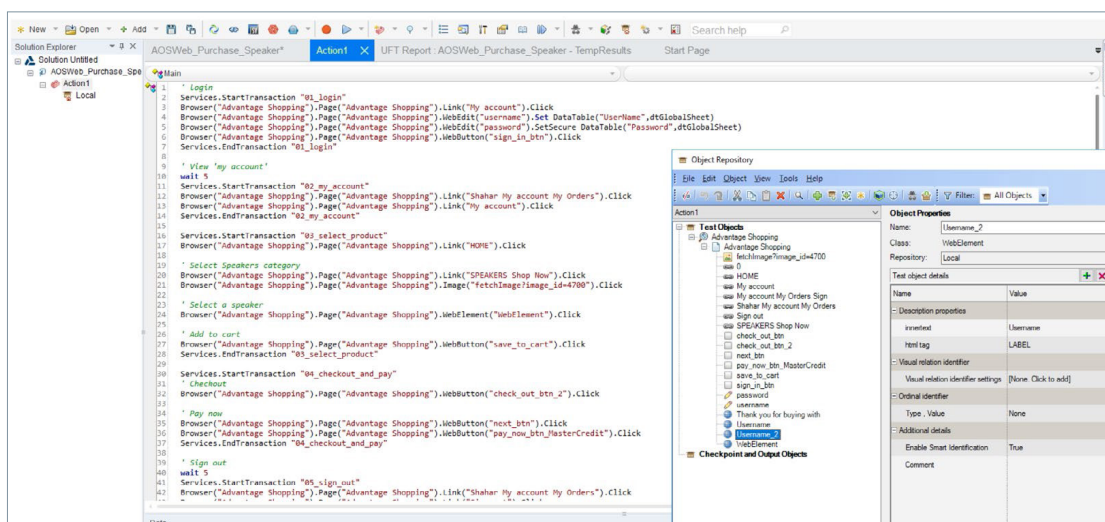 New Open Add Search help
Solution Explorer
AOSWeb_Purchase_Speaker* Action1 UFT Report : AOSWeb_Purchase_Speaker - TempResults Start Page
Solution Untitled
AOSWeb_Purchase_Spe
Action1
Local
Main
1 ' Login
2 Services.StartTransaction "01_login"
3 Browser("Advantage Shopping").Page("Advantage Shopping").Link("My account").Click
4 Browser("Advantage Shopping").Page("Advantage Shopping").WebEdit("username").Set DataTable("UserName",dtGlobalSheet)
5 Browser("Advantage Shopping").Page("Advantage Shopping").WebEdit("password").SetSecure DataTable("Password",dtGlobalSheet)
6 Browser("Advantage Shopping").Page("Advantage Shopping").WebButton("sign_in_btn").Click
7 Services.EndTransaction "01_login"
8
9 ' View 'my account'
10 wait 5
11 Services.StartTransaction "02_my_account"
12 Browser("Advantage Shopping").Page("Advantage Shopping").Link("Shahar My account My Orders").Click
13 Browser("Advantage Shopping").Page("Advantage Shopping").Link("My account").Click
14 Services.EndTransaction "02_my_account"
15
16 Services.StartTransaction "03_select_product"
17 Browser("Advantage Shopping").Page("Advantage Shopping").Link("HOME").Click
18
19 ' Select Speakers category
20 Browser("Advantage Shopping").Page("Advantage Shopping").Link("SPEAKERS Shop Now").Click
21 Browser("Advantage Shopping").Page("Advantage Shopping").Image("fetchImage?image_id=4700").Click
22
23 ' Select a speaker
24 Browser("Advantage Shopping").Page("Advantage Shopping").WebElement("WebElement").Click
25
26 ' Add to cart
27 Browser("Advantage Shopping").Page("Advantage Shopping").WebButton("save_to_cart").Click
28 Services.EndTransaction "03_select_product"
29
30 Services.StartTransaction "04_checkout_and_pay"
31 ' Checkout
32 Browser("Advantage Shopping").Page("Advantage Shopping").WebButton("check_out_btn_2").Click
33
34 ' Pay now
35 Browser("Advantage Shopping").Page("Advantage Shopping").WebButton("next_btn").Click
36 Browser("Advantage Shopping").Page("Advantage Shopping").WebButton("pay_now_btn_MasterCredit").Click
37 Services.EndTransaction "04_checkout_and_pay"
38
39 ' Sign out
40 wait 5
41 Services.StartTransaction "05_sign_out"
42 Browser("Advantage Shopping").Page("Advantage Shopping").Link("Shahar My account My Orders").Click
Object Repository
File Edit Object View Tools Help
Filter: All Objects
Action1
Test Objects
Advantage Shopping
Advantage Shopping
fetchImage?image_id=4700
0
HOME
My account
My account My Orders Sign
Shahar My account My Orders
Sign out
SPEAKERS Shop Now
check_out_btn
check_out_btn_2
next_btn
pay_now_btn_MasterCredit
save_to_cart
sign_in_btn
password
username
Thank you for buying with
Username
Username_2
WebElement
Checkpoint and Output Objects
Object Properties
Name: Username_2
Class: WebElement
Repository: Local
Test object details
Name Value
Description properties
innertext Username
html tag LABEL
Visual relation identifier
Visual relation identifier settings [None. Click to add]
Ordinal identifier
Type , Value None
Additional details
Enable Smart Identification True
Comment